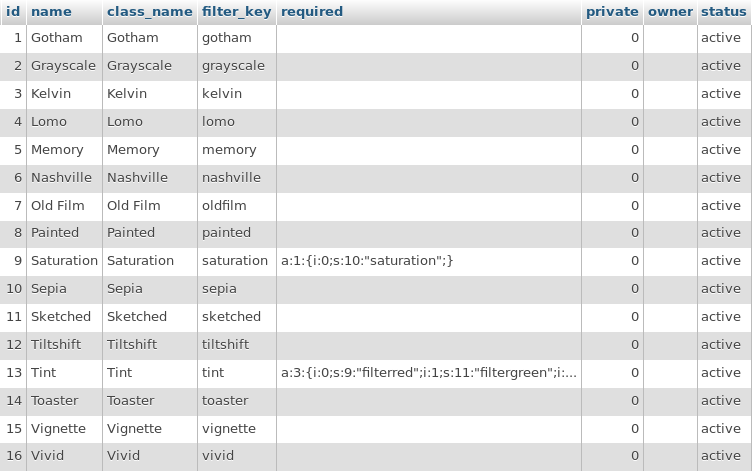 id name class_name filter_key required private owner status
1 Gotham Gotham gotham 0 active
2 Grayscale Grayscale grayscale 0 active
3 Kelvin Kelvin kelvin 0 active
4 Lomo Lomo lomo 0 active
5 Memory Memory memory 0 active
6 Nashville Nashville nashville 0 active
7 Old Film Old Film oldfilm 0 active
8 Painted Painted painted 0 active
9 Saturation Saturation saturation a:1:{i:0;s:10:"saturation";} 0 active
10 Sepia Sepia sepia 0 active
11 Sketched Sketched sketched 0 active
12 Tiltshift Tiltshift tiltshift 0 active
13 Tint Tint tint a:3:{i:0;s:9:"filterred";i:1;s:11:"filtergreen";i:... 0 active
14 Toaster Toaster toaster 0 active
15 Vignette Vignette vignette 0 active
16 Vivid Vivid vivid 0 active